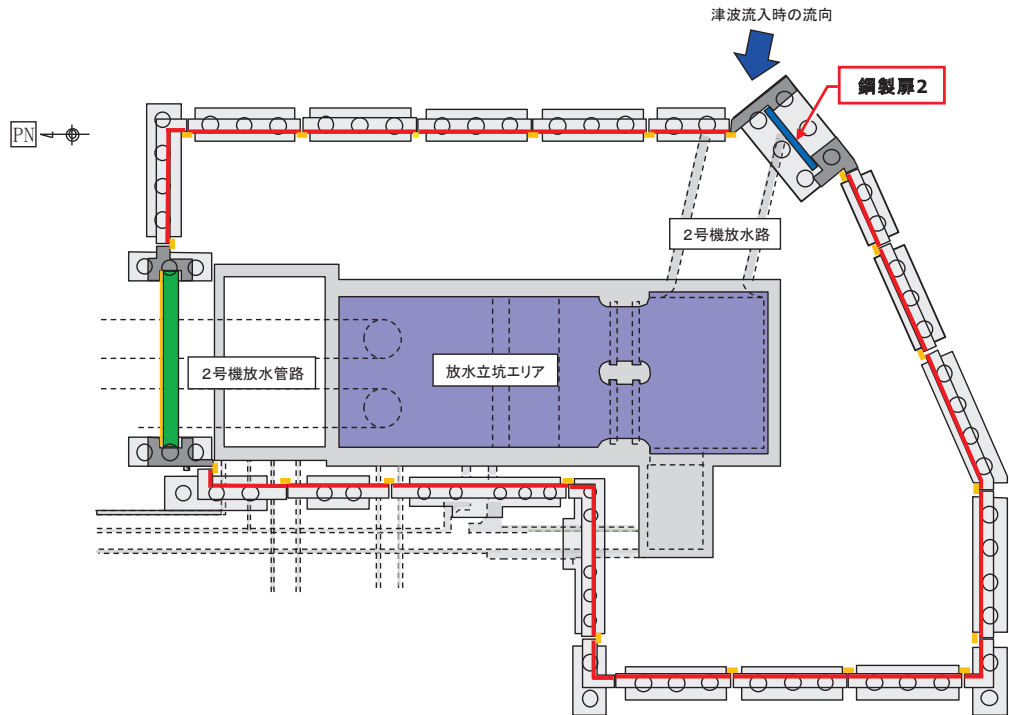 津波流入時の流向
鋼製扉2
PN
2号機放水路
2号機放水管路
放水立坑エリア